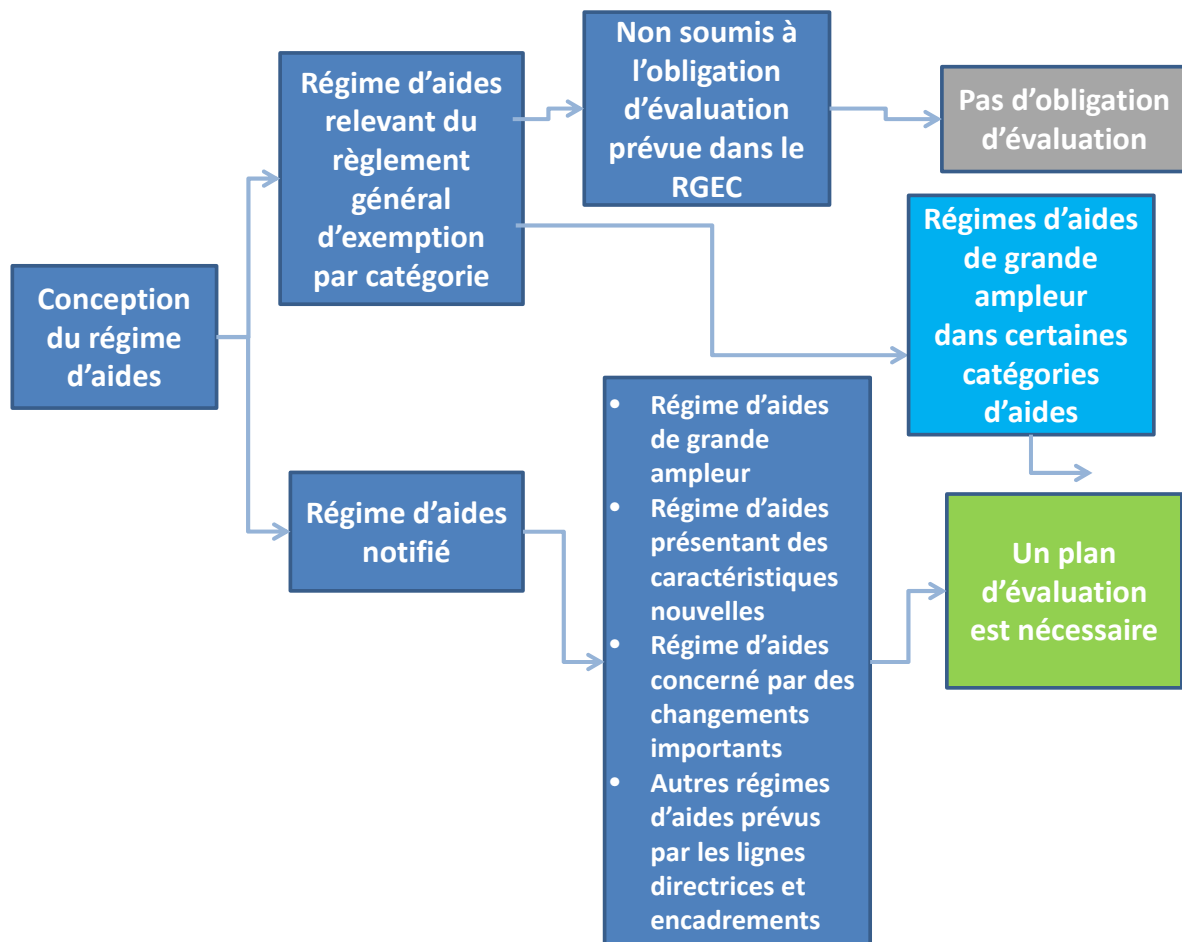 Conception
du régime
d’aides
Régime d’aides
relevant du
règlement
général
d’exemption
par catégorie
Non soumis à
l’obligation
d’évaluation
prévue dans le
RGEC
Pas d’obligation
d’évaluation
Régimes d’aides
de grande
ampleur
dans certaines
catégories
d’aides
Régime d’aides
notifié
• Régime d’aides
de grande
ampleur
• Régime d’aides
présentant des
caractéristiques
nouvelles
• Régime d’aides
concerné par des
changements
importants
• Autres régimes
d’aides prévus
par les lignes
directrices et
encadrements
Un plan
d’évaluation
est nécessaire